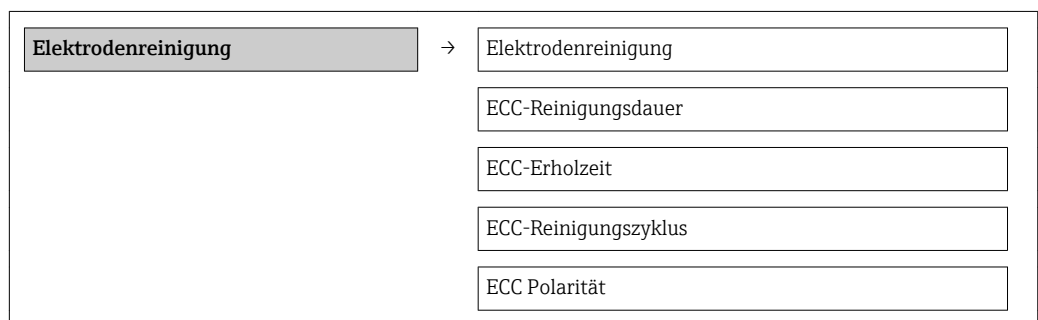 Elektrodenreinigung → Elektrodenreinigung
ECC-Reinigungsdauer
ECC-Erholzeit
ECC-Reinigungszyklus
ECC Polarität